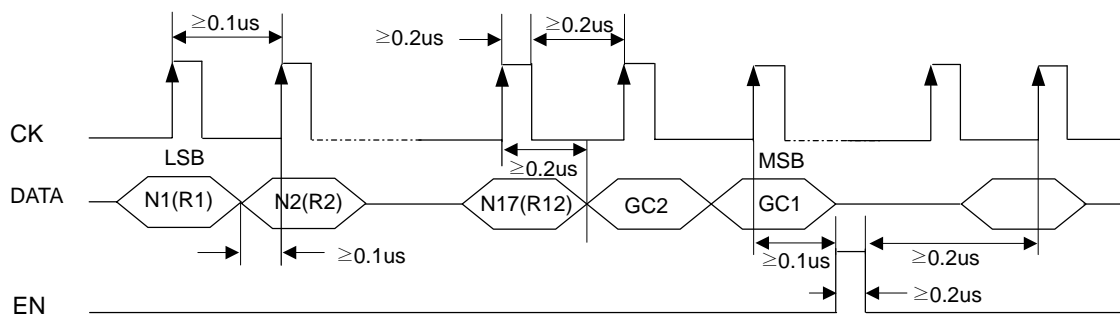 ≥0.1us
≥0.2us
≥0.2us
CK
LSB
≥0.2us
MSB
DATA
N1(R1)
N2(R2)
N17(R12)
GC2
GC1
≥0.1us
≥0.1us
≥0.2us
≥0.2us
EN